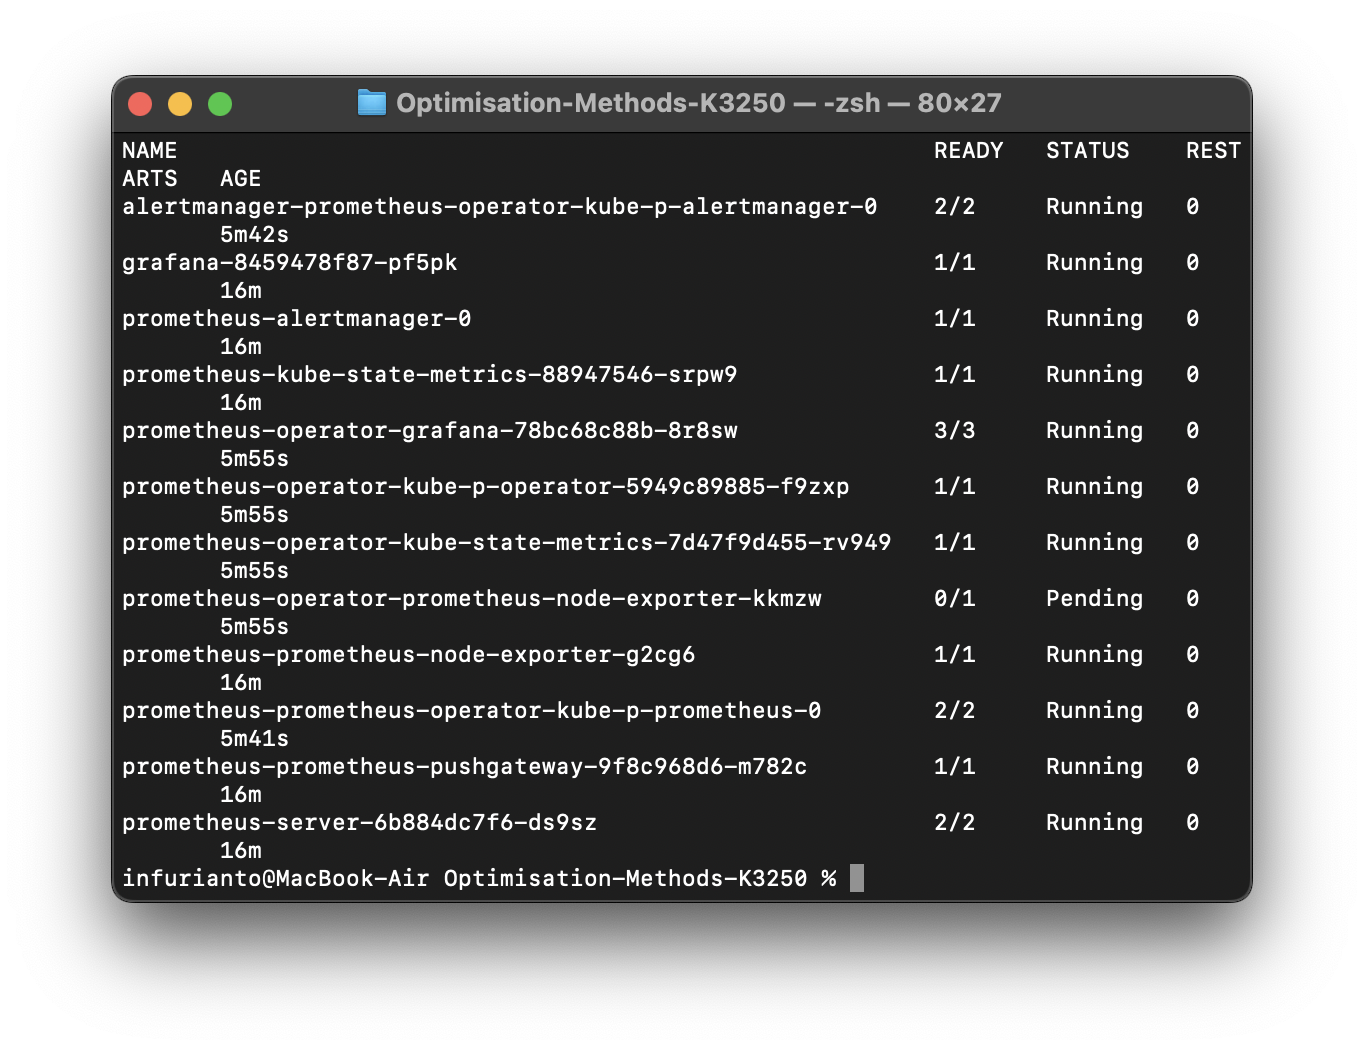 Optimisation-Methods-K3250 — -zsh — 80×27
NAME READY STATUS REST
ARTS AGE
alertmanager-prometheus-operator-kube-p-alertmanager-0 2/2 Running 0
5m42s
grafana-8459478f87-pf5pk 1/1 Running 0
16m
prometheus-alertmanager-0 1/1 Running 0
16m
prometheus-kube-state-metrics-88947546-srpw9 1/1 Running 0
16m
prometheus-operator-grafana-78bc68c88b-8r8sw 3/3 Running 0
5m55s
prometheus-operator-kube-p-operator-5949c89885-f9zxp 1/1 Running 0
5m55s
prometheus-operator-kube-state-metrics-7d47f9d455-rv949 1/1 Running 0
5m55s
prometheus-operator-prometheus-node-exporter-kkmzw 0/1 Pending 0
5m55s
prometheus-prometheus-node-exporter-g2cg6 1/1 Running 0
16m
prometheus-prometheus-operator-kube-p-prometheus-0 2/2 Running 0
5m41s
prometheus-prometheus-pushgateway-9f8c968d6-m782c 1/1 Running 0
16m
prometheus-server-6b884dc7f6-ds9sz 2/2 Running 0
16m
infurianto@MacBook-Air Optimisation-Methods-K3250 %